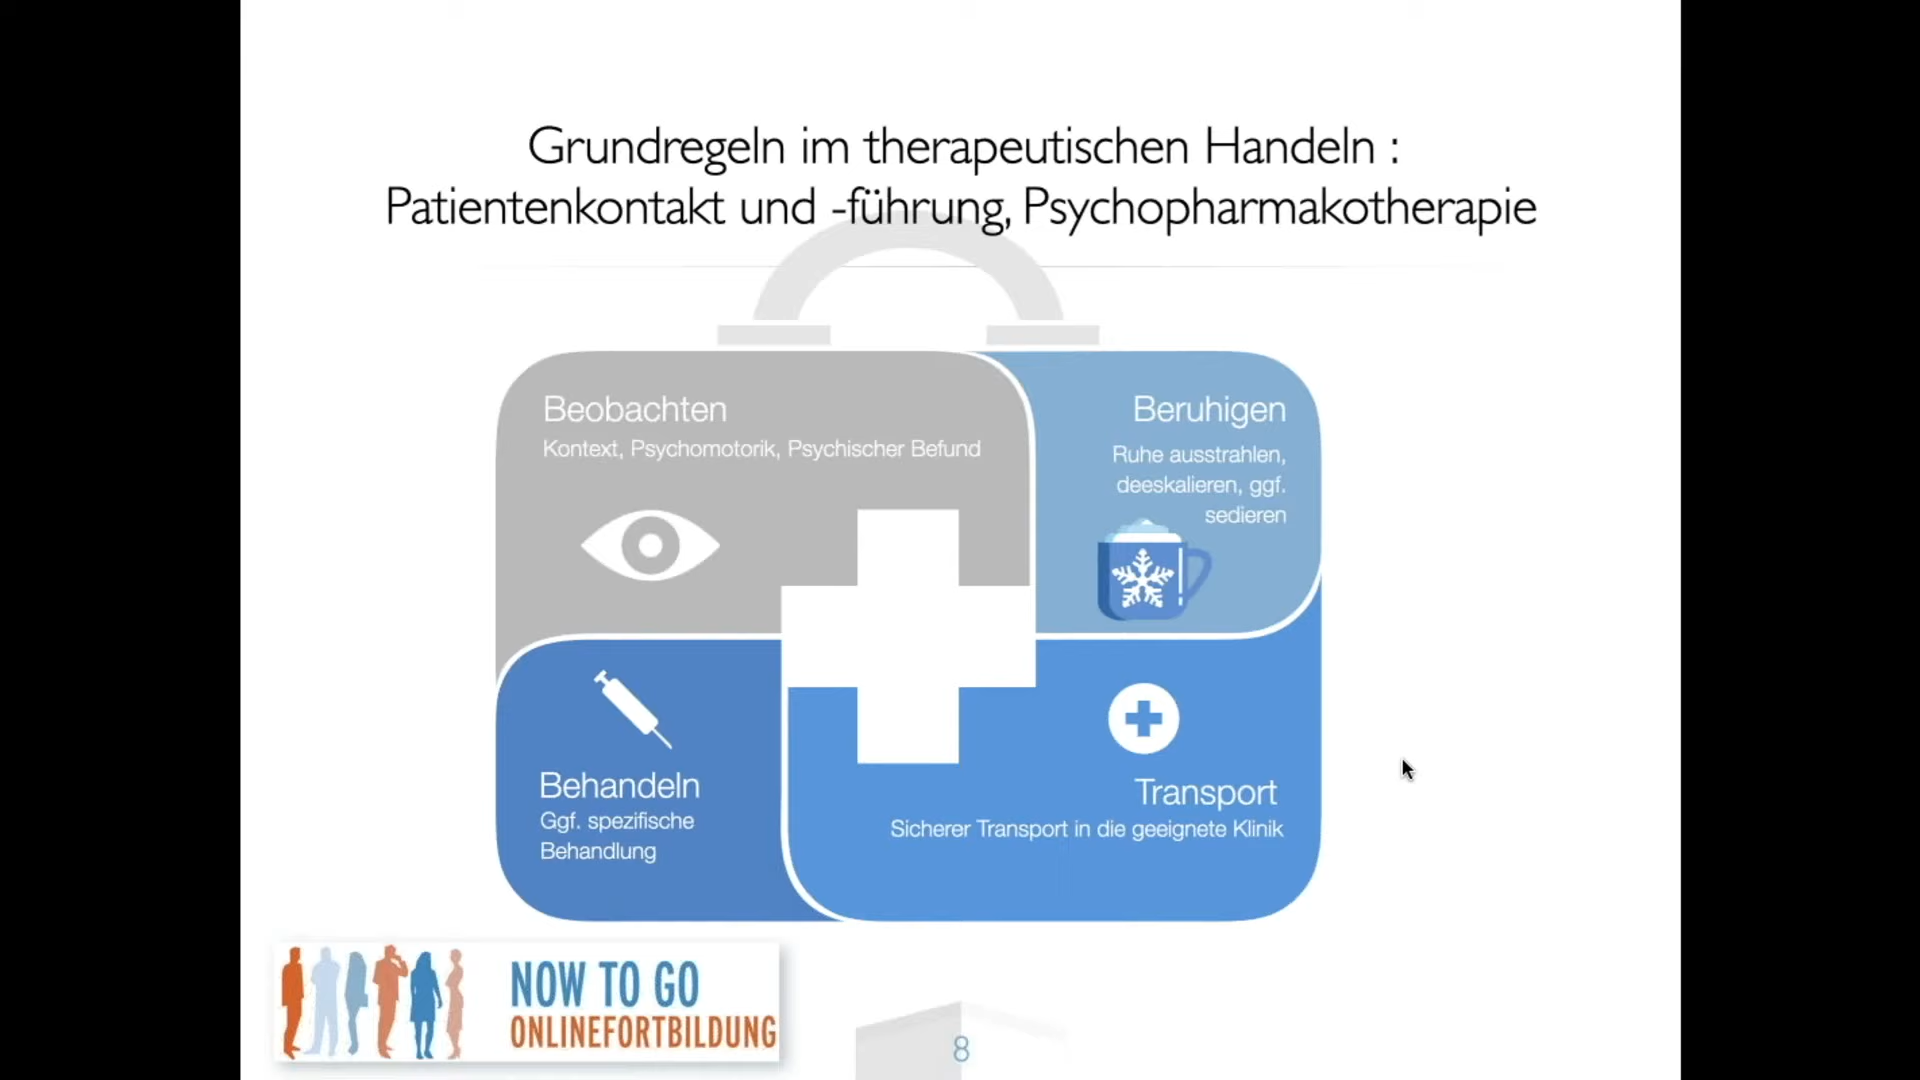 Grundregeln im therapeutischen Handeln :
Patientenkontakt und -führung, Psychopharmakotherapie
Beobachten
Kontext, Psychomotorik, Psychischer Befund
Beruhigen
Ruhe ausstrahlen,
deeskalieren, ggf.
sedieren
Behandeln
Ggf. spezifische
Behandlung
Transport
Sicherer Transport in die geeignete Klinik
NOW TO GO
ONLINEFORTBILDUNG
8